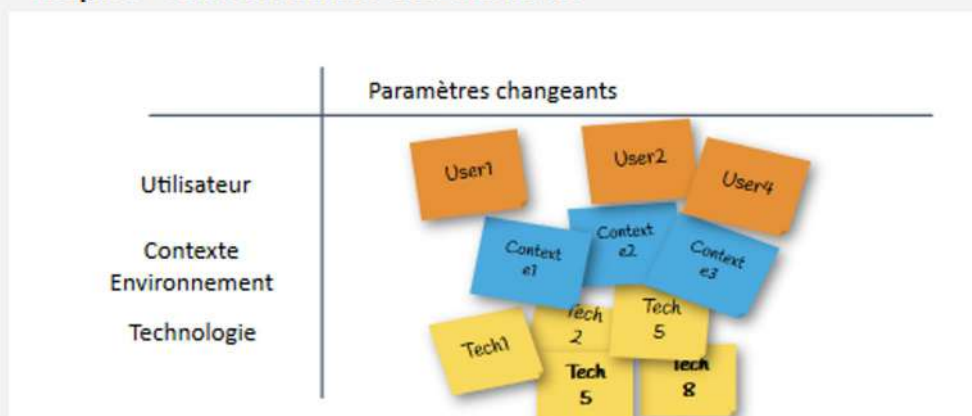 Paramètres changeants
Utilisateur
User1
User2
User4
Contexte
Environnement
Context
e1
Context
e2
Context
e3
Technologie
Tech1
Tech
2
Tech
5
Tech
5
Tech
8